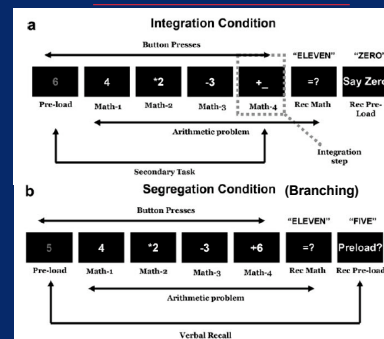 a
Integration Condition
Button Presses
"ELEVEN" "ZERO"
6 4 *2 -3 +_ =? Say Zero
Pre-load Math-1 Math-2 Math-3 Math-4 Rec Math Rec Pre-Load
Arithmetic problem
Integration step
Secondary Task
b
Segregation Condition (Branching)
Button Presses
"ELEVEN" "FIVE"
5 4 *2 -3 +6 =? Preload?
Pre-load Math-1 Math-2 Math-3 Math-4 Rec Math Rec Pre-load
Arithmetic problem
Verbal Recall